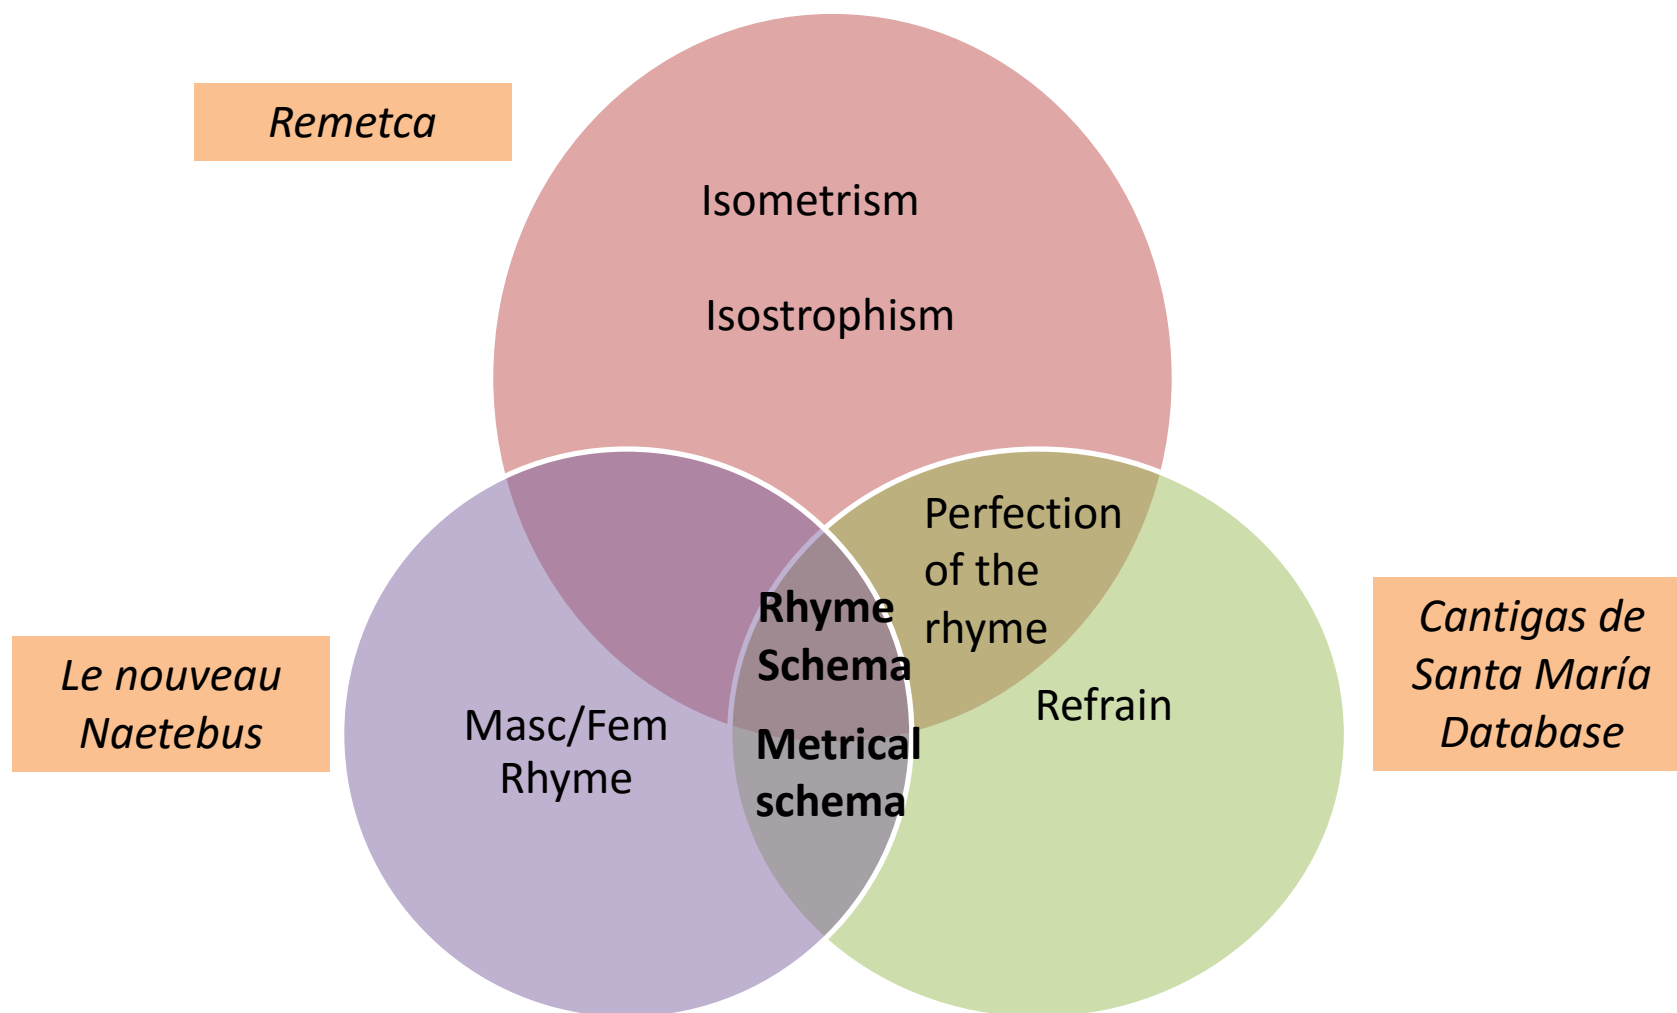 Remetca
Isometrism
Isostrophism
Perfection
of the
rhyme
Rhyme
Schema
Cantigas de
Santa María
Database
Le nouveau
Naetebus
Masc/Fem
Rhyme
Refrain
Metrical
schema